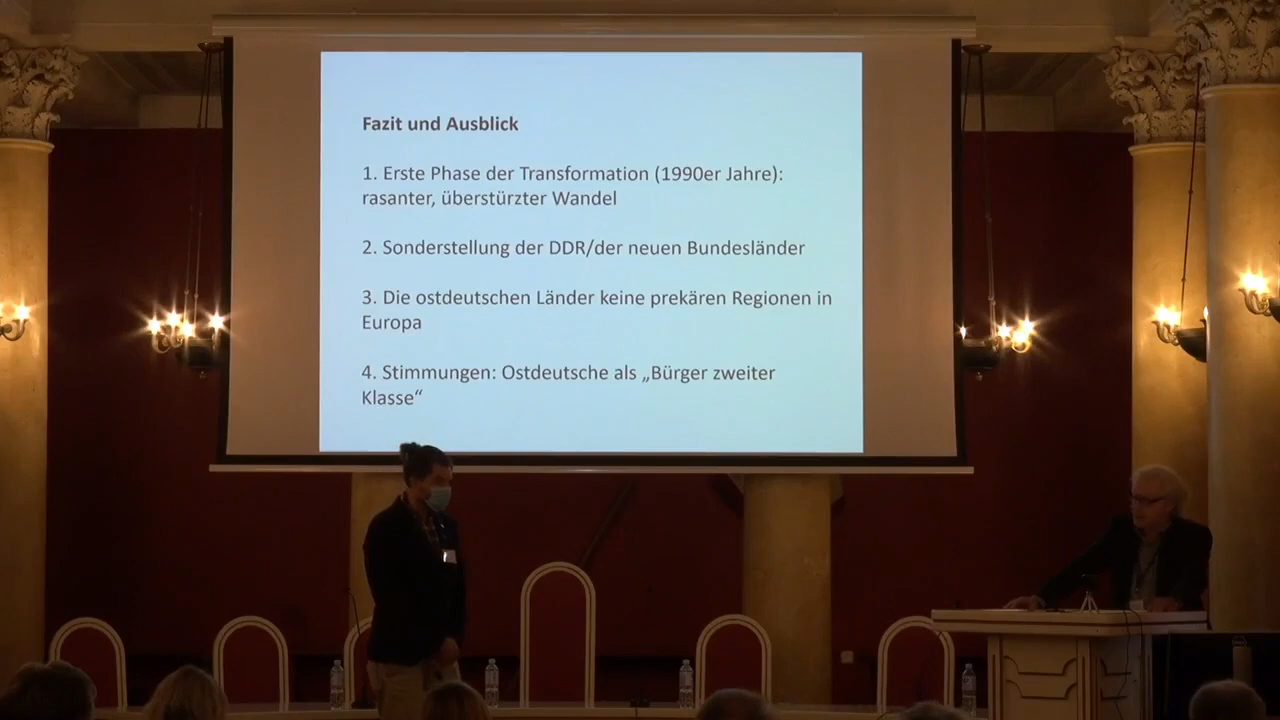 Fazit und Ausblick
1. Erste Phase der Transformation (1990er Jahre):
rasanter, überstürzter Wandel
2. Sonderstellung der DDR/der neuen Bundesländer
3. Die ostdeutschen Länder keine prekären Regionen in
Europa
4. Stimmungen: Ostdeutsche als „Bürger zweiter
Klasse“